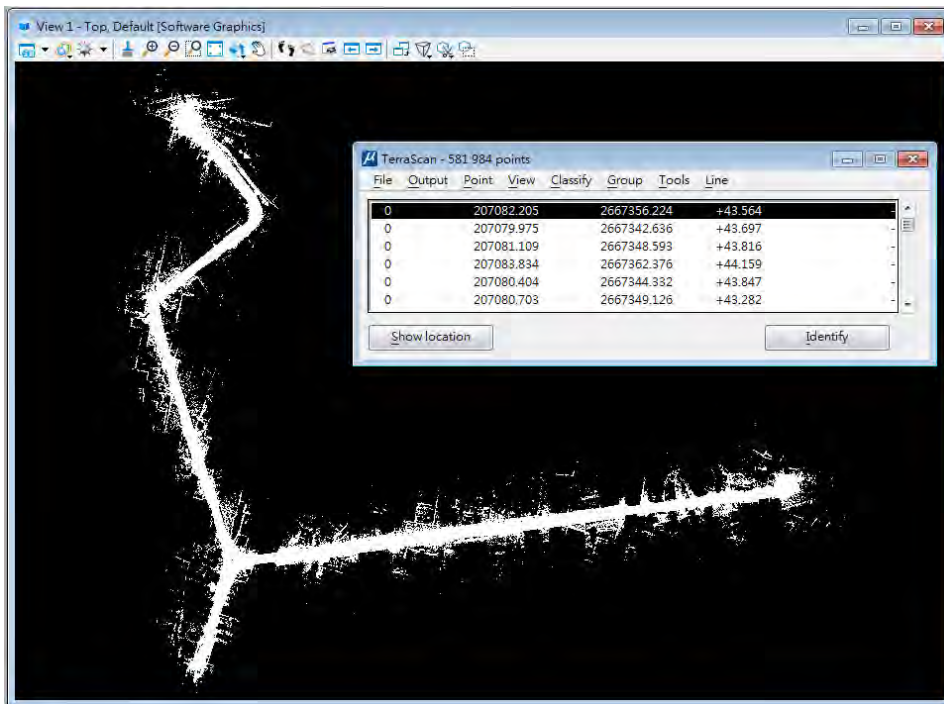 View 1 - Top, Default [Software Graphics]
TerraScan - 581 984 points
File Output Point View Classify Group Tools Line
0 207082.205 2667356.224 +43.564 -
0 207079.975 2667342.636 +43.697 -
0 207081.109 2667348.593 +43.816 -
0 207083.834 2667362.376 +44.159 -
0 207080.404 2667344.332 +43.847 -
0 207080.703 2667349.126 +43.282 -
Show location Identify